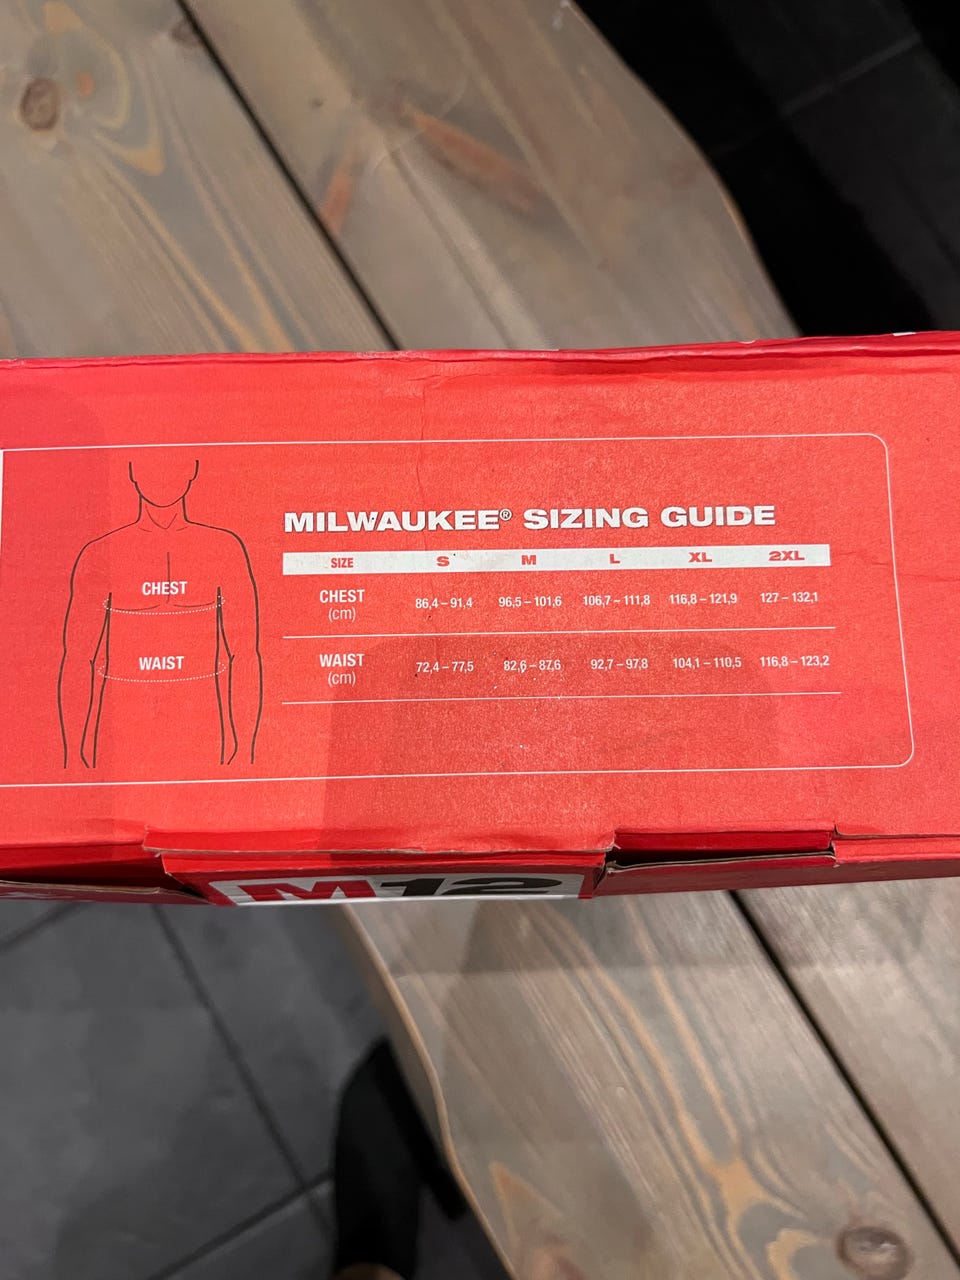 MILWAUKEE® SIZING GUIDE
SIZE S M L XL 2XL
CHEST
(cm) 86,4 – 91,4 96,5 – 101,6 106,7 – 111,8 116,8 – 121,9 127 – 132,1
WAIST
(cm) 72,4 – 77,5 82,6 – 87,6 92,7 – 97,8 104,1 – 110,5 116,8 – 123,2
CHEST
WAIST
M12